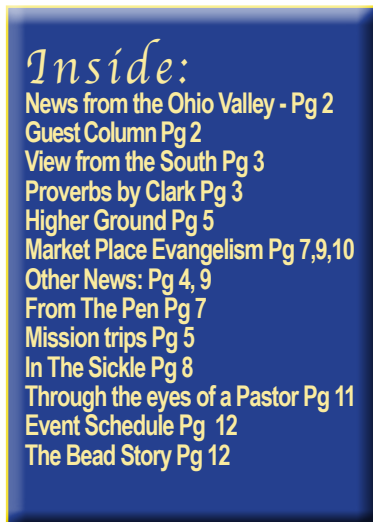 Inside:
News from the Ohio Valley - Pg 2
Guest Column Pg 2
View from the South Pg 3
Proverbs by Clark Pg 3
Higher Ground Pg 5
Market Place Evangelism Pg 7,9,10
Other News: Pg 4, 9
From The Pen Pg 7
Mission trips Pg 5
In The Sickle Pg 8
Through the eyes of a Pastor Pg 11
Event Schedule Pg 12
The Bead Story Pg 12